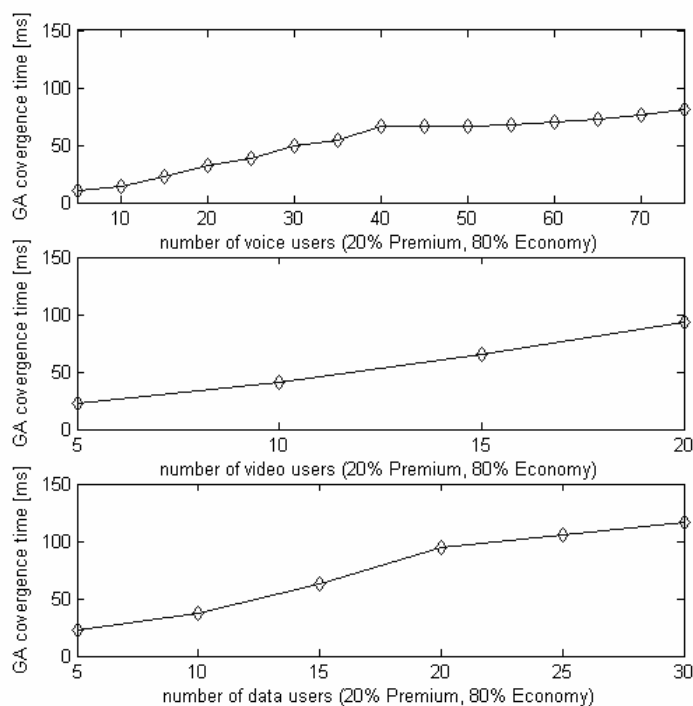 GA covergence time [ms]
150
100
50
0
10 20 30 40 50 60 70
number of voice users (20% Premium, 80% Economy)
GA covergence time [ms]
150
100
50
0
5 10 15 20
number of video users (20% Premium, 80% Economy)
GA covergence time [ms]
150
100
50
0
5 10 15 20 25 30
number of data users (20% Premium, 80% Economy)